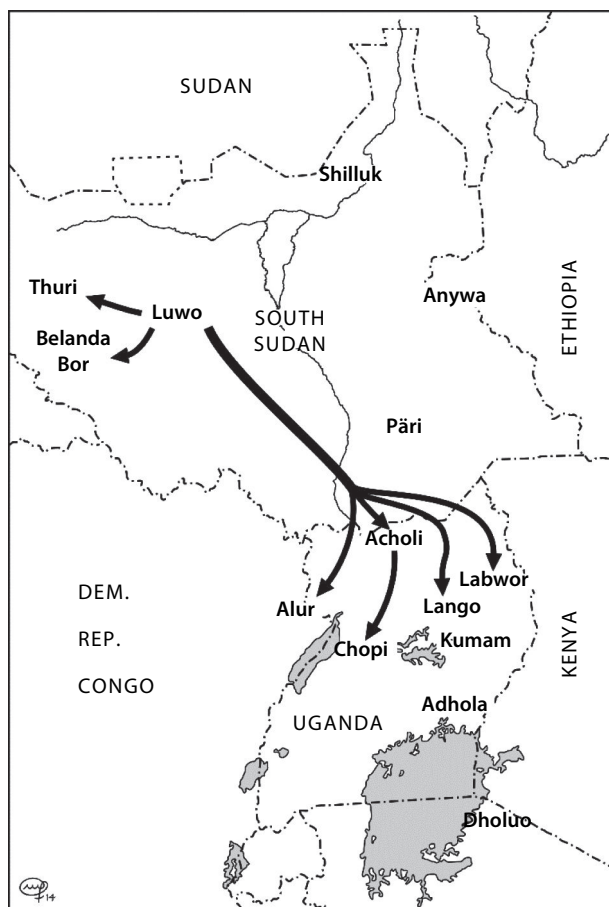 SUDAN
Shilluk
Thuri
Luwo
Anywa
ETHIOPIA
Belanda
Bor
SOUTH
SUDAN
Päri
Acholi
Labwor
DEM.
REP.
CONGO
Alur
Lango
Chopi
Kumam
KENYA
Adhola
UGANDA
Dholuo
14